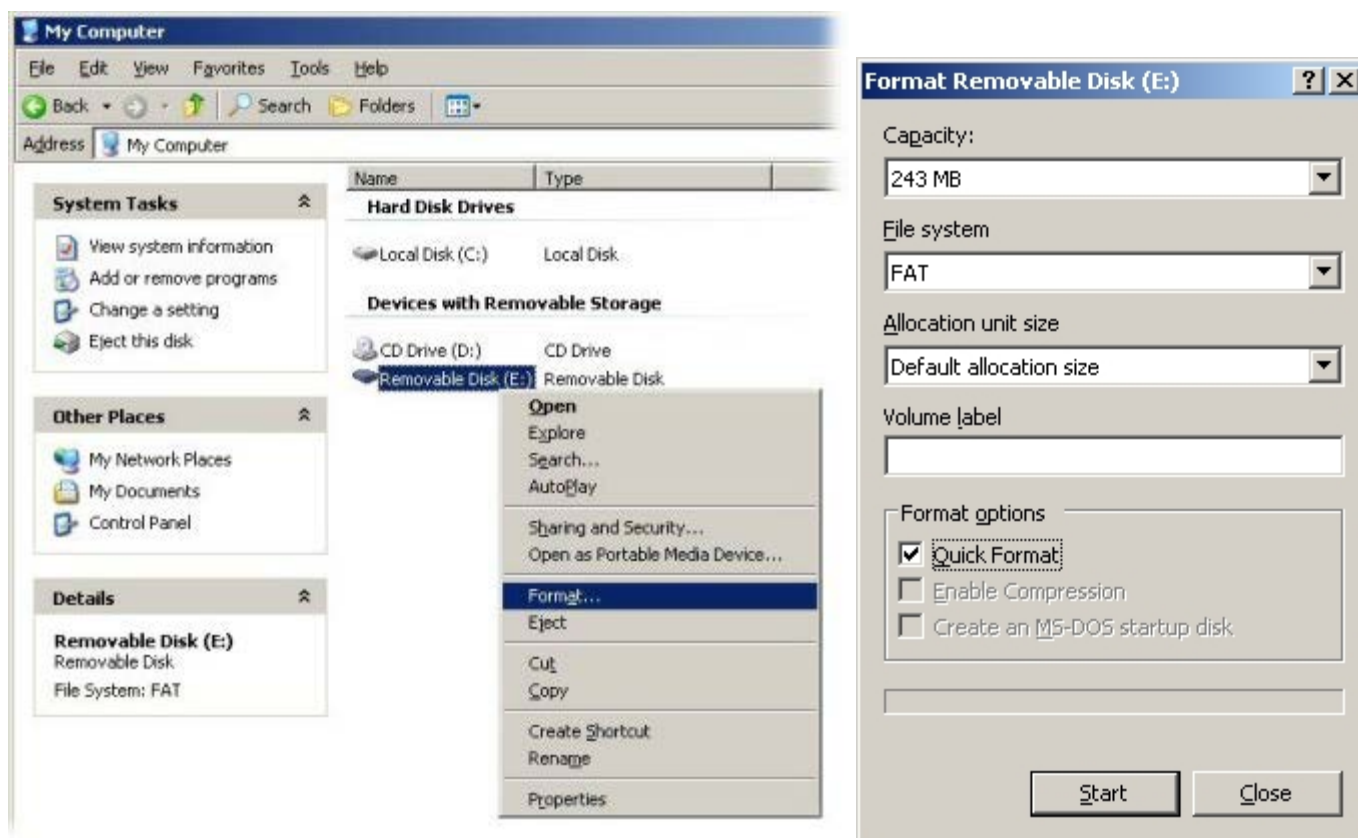 My Computer
File Edit View Favorites Tools Help
Back Search Folders
Address My Computer
System Tasks
View system information
Add or remove programs
Change a setting
Eject this disk
Other Places
My Network Places
My Documents
Control Panel
Details
Removable Disk (E:)
Removable Disk
File System: FAT
Name Type
Hard Disk Drives
Local Disk (C:) Local Disk
Devices with Removable Storage
CD Drive (D:) CD Drive
Removable Disk (E:) Removable Disk
Open
Explore
Search...
AutoPlay
Sharing and Security...
Open as Portable Media Device...
Format...
Eject
Cut
Copy
Create Shortcut
Rename
Properties
Format Removable Disk (E:)
Capacity:
243 MB
File system
FAT
Allocation unit size
Default allocation size
Volume label
Format options
Quick Format
Enable Compression
Create an MS-DOS startup disk
Start Close